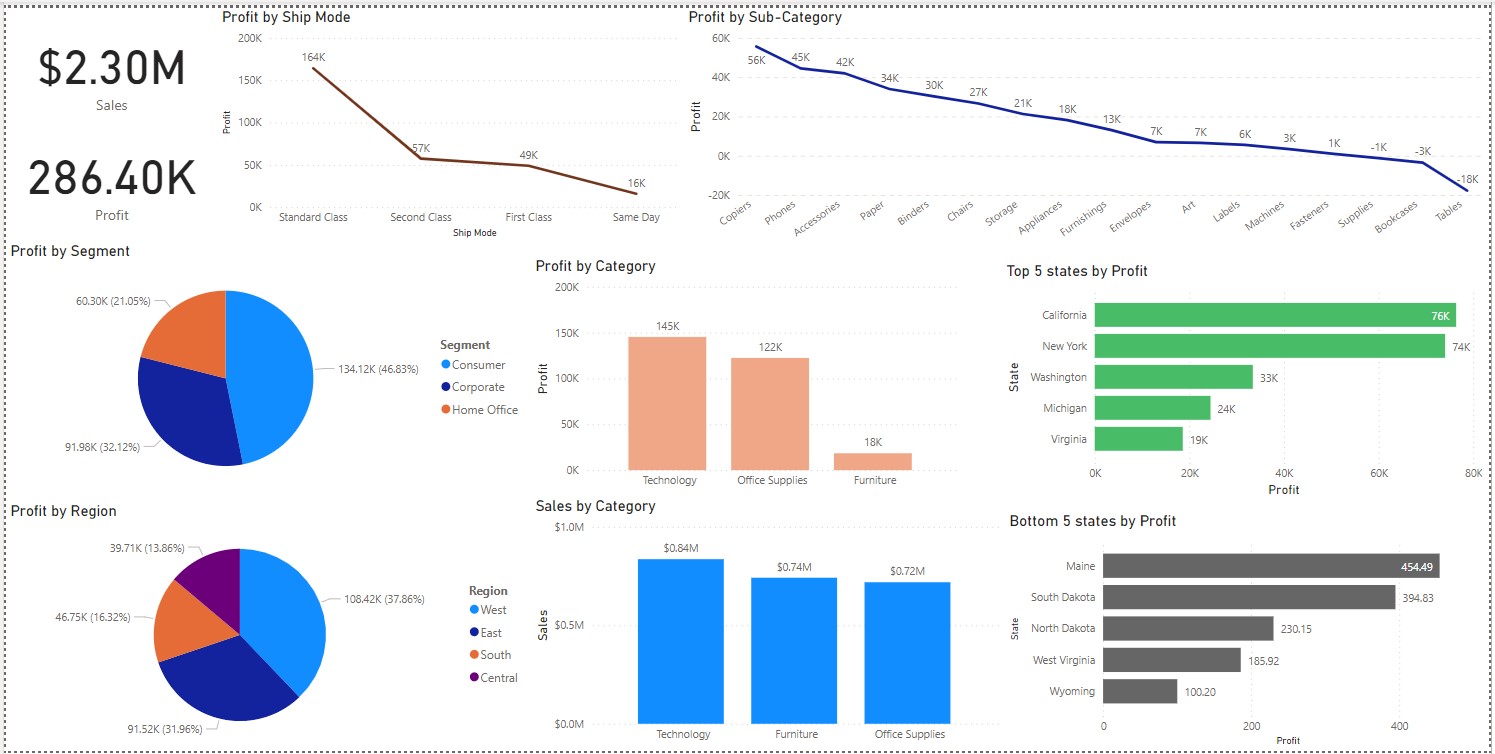 $2.30M
Sales
286.40K
Profit
Profit by Ship Mode
200K
150K
100K
50K
0K
Profit
164K
57K
49K
16K
Standard Class
Second Class
First Class
Same Day
Ship Mode
Profit by Sub-Category
60K
40K
20K
0K
-20K
Profit
56K
45K
42K
34K
30K
27K
21K
18K
13K
7K
7K
6K
3K
1K
-1K
-3K
-18K
Copiers
Phones
Accessories
Paper
Binders
Chairs
Storage
Appliances
Furnishings
Envelopes
Art
Labels
Machines
Fasteners
Supplies
Bookcases
Tables
Profit by Segment
60.30K (21.05%)
134.12K (46.83%)
91.98K (32.12%)
Segment
Consumer
Corporate
Home Office
Profit by Category
200K
150K
100K
50K
0K
Profit
145K
122K
18K
Technology
Office Supplies
Furniture
Top 5 states by Profit
State
California
76K
New York
74K
Washington
33K
Michigan
24K
Virginia
19K
0K
20K
40K
60K
80K
Profit
Profit by Region
39.71K (13.86%)
108.42K (37.86%)
46.75K (16.32%)
91.52K (31.96%)
Region
West
East
South
Central
Sales by Category
$1.0M
$0.5M
$0.0M
Sales
$0.84M
$0.74M
$0.72M
Technology
Furniture
Office Supplies
Bottom 5 states by Profit
State
Maine
454.49
South Dakota
394.83
North Dakota
230.15
West Virginia
185.92
Wyoming
100.20
0
200
400
Profit